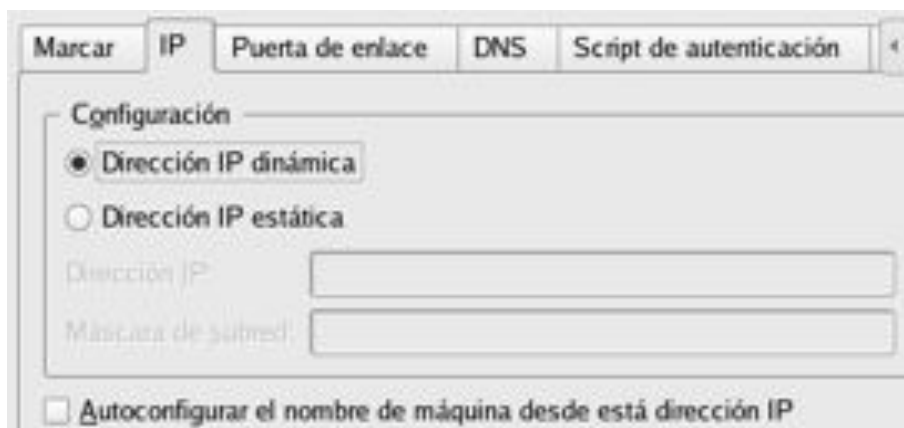 Marcar IP Puerta de enlace DNS Script de autenticación
Configuración
Dirección IP dinámica
Dirección IP estática
Dirección IP:
Máscara de subred:
Autoconfigurar el nombre de máquina desde está dirección IP